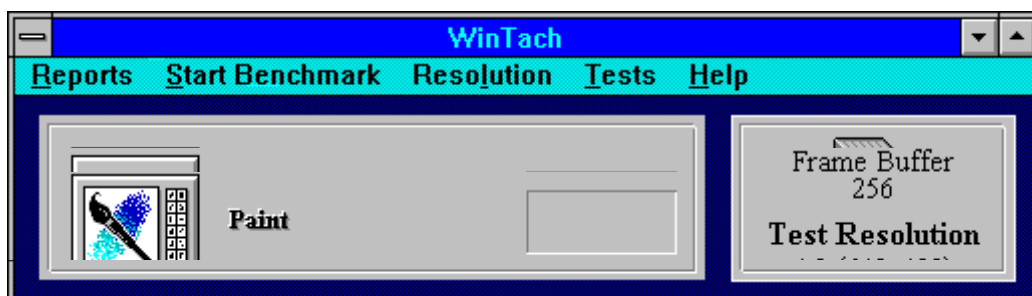 WinTach
Reports Start Benchmark Resolution Tests Help
Paint
Frame Buffer
256
Test Resolution